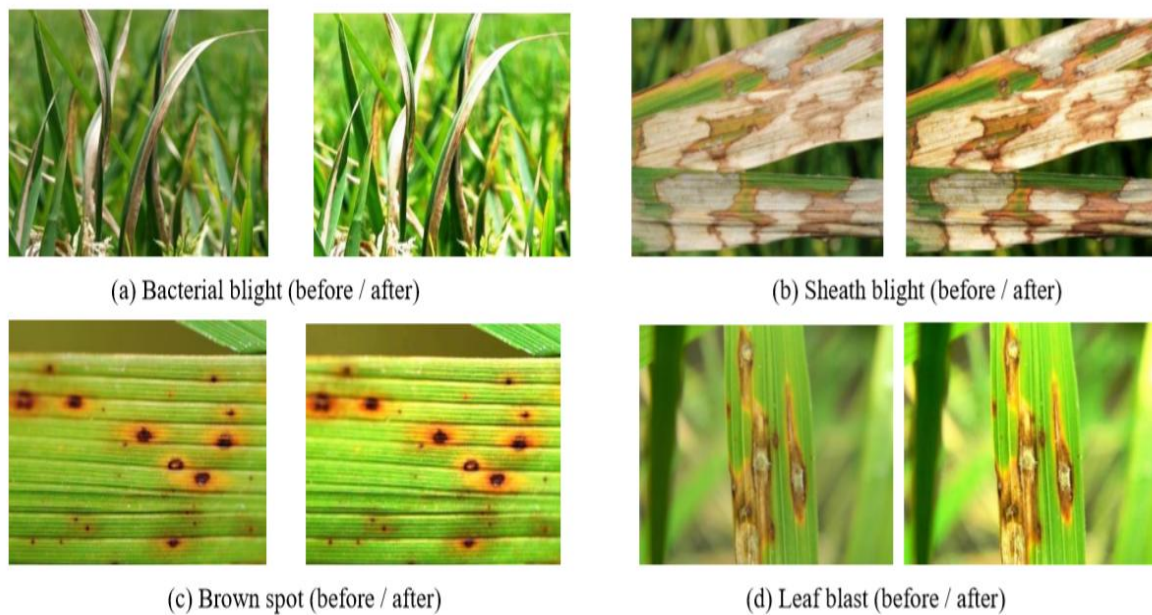 (a) Bacterial blight (before / after)
(b) Sheath blight (before / after)
(c) Brown spot (before / after)
(d) Leaf blast (before / after)